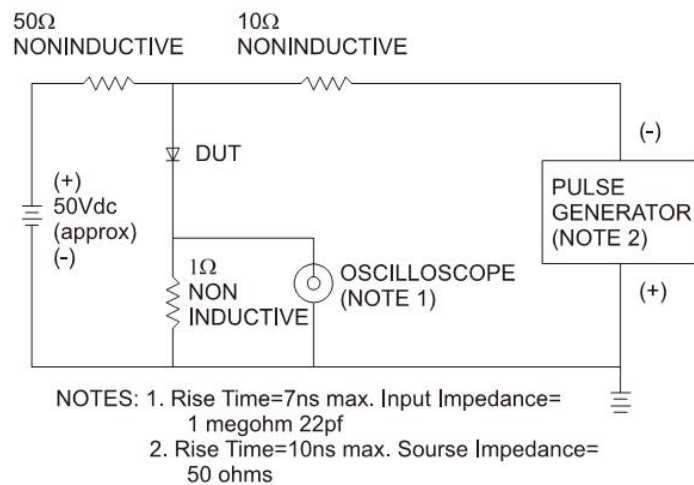 50Ω
NONINDUCTIVE
10Ω
NONINDUCTIVE
DUT
(+)
50Vdc
(approx)
(-)
1Ω
NON
INDUCTIVE
OSCILLOSCOPE
(NOTE 1)
(-)
PULSE
GENERATOR
(NOTE 2)
(+)
NOTES: 1. Rise Time=7ns max. Input Impedance=
1 megohm 22pf
2. Rise Time=10ns max. Sourse Impedance=
50 ohms